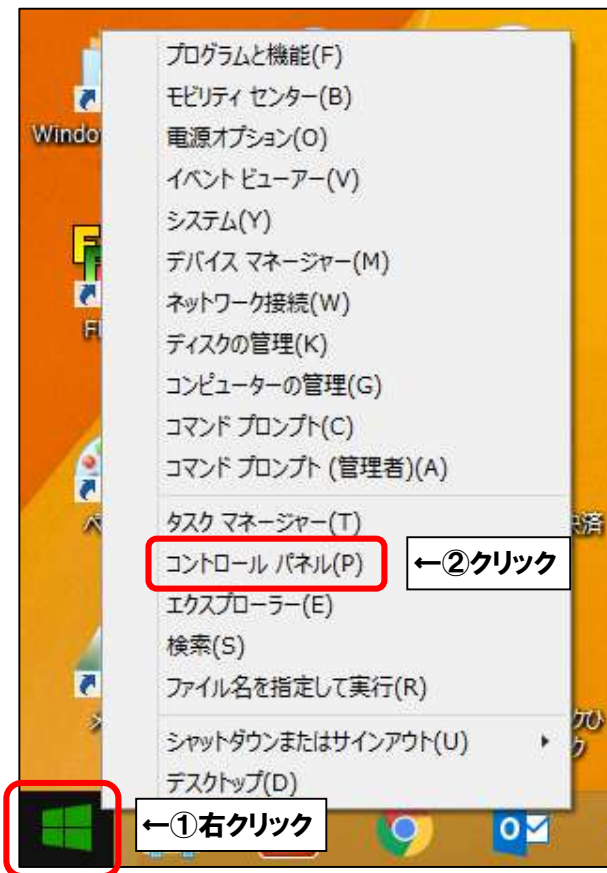 プログラムと機能(F)
モビリティ センター(B)
Windo
電源オプション(O)
イベント ビューアー(V)
システム(Y)
デバイス マネージャー(M)
ネットワーク接続(W)
ディスクの管理(K)
コンピューターの管理(G)
コマンド プロンプト(C)
コマンド プロンプト (管理者)(A)
タスク マネージャー(T)
済
コントロール パネル(P)
←②クリック
エクスプローラー(E)
検索(S)
ファイル名を指定して実行(R)
シャットダウンまたはサインアウト(U)
デスクトップ(D)
←①右クリック